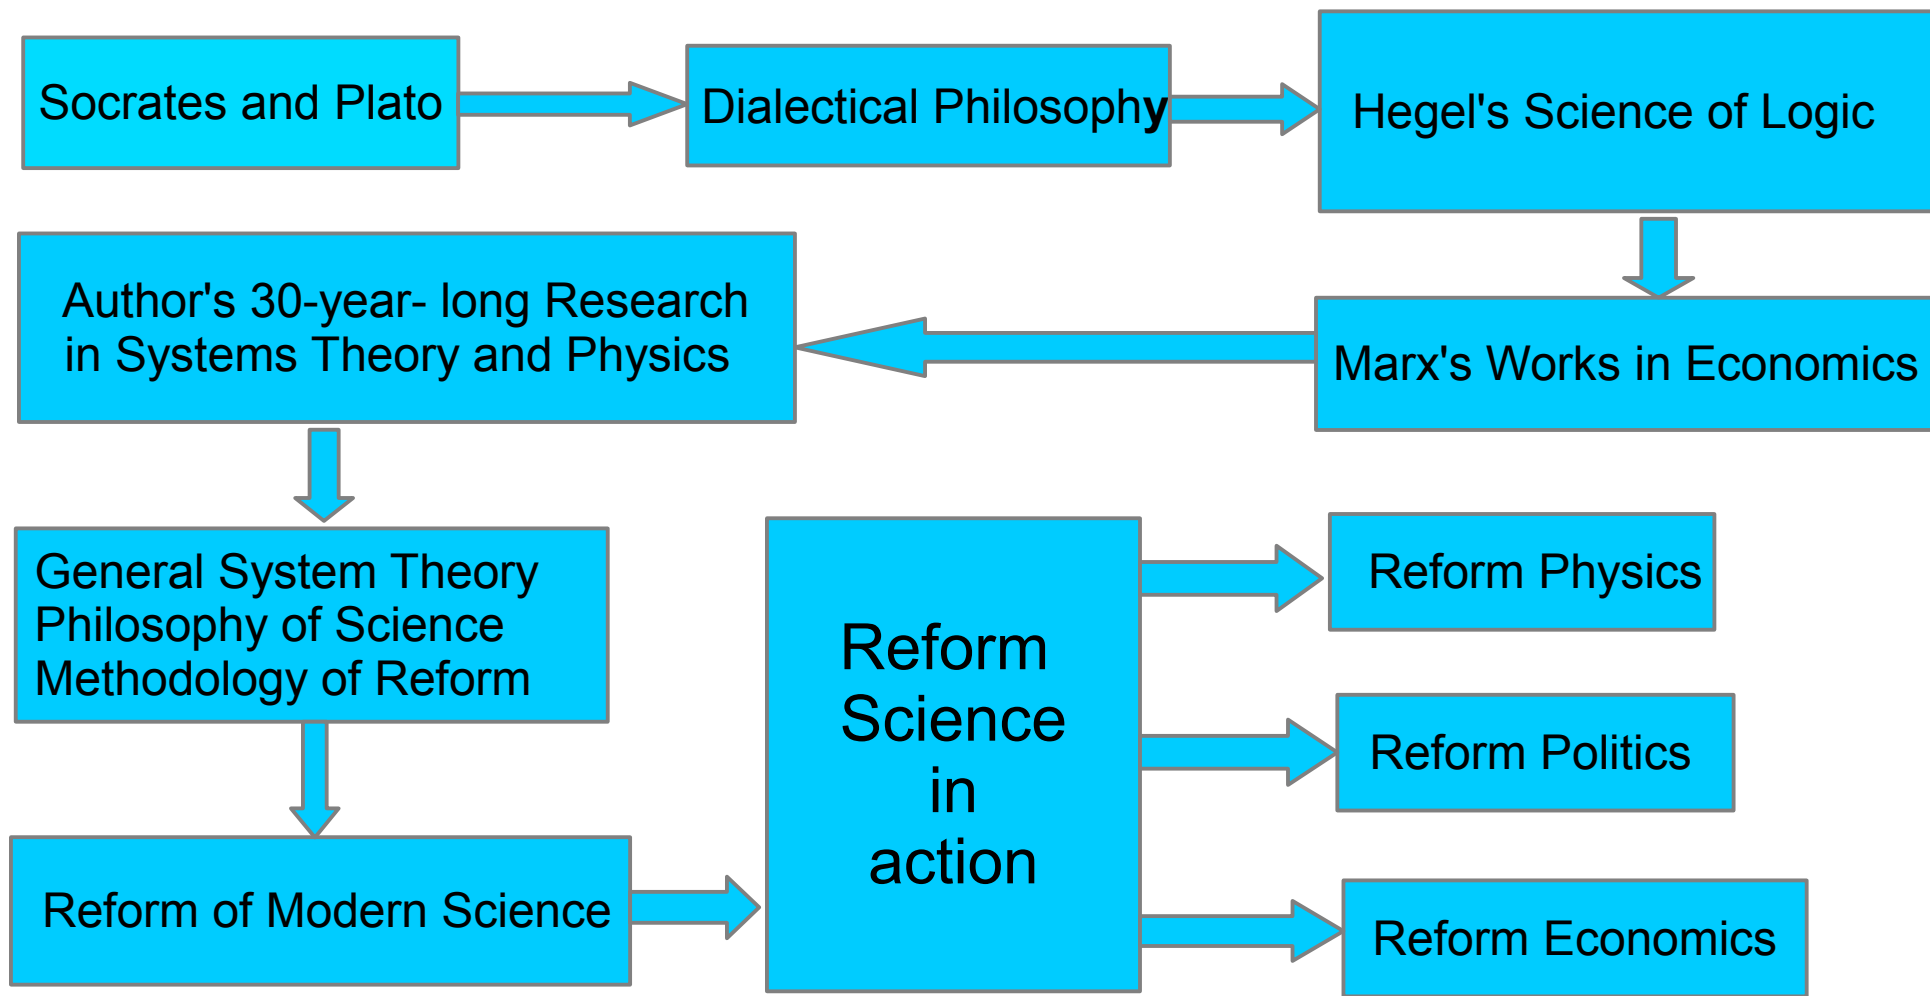 Socrates and Plato
Dialectical Philosophy
Hegel's Science of Logic
Author's 30-year- long Research
in Systems Theory and Physics
Marx's Works in Economics
General System Theory
Philosophy of Science
Methodology of Reform
Reform of Modern Science
Reform
Science
in
action
Reform Physics
Reform Politics
Reform Economics